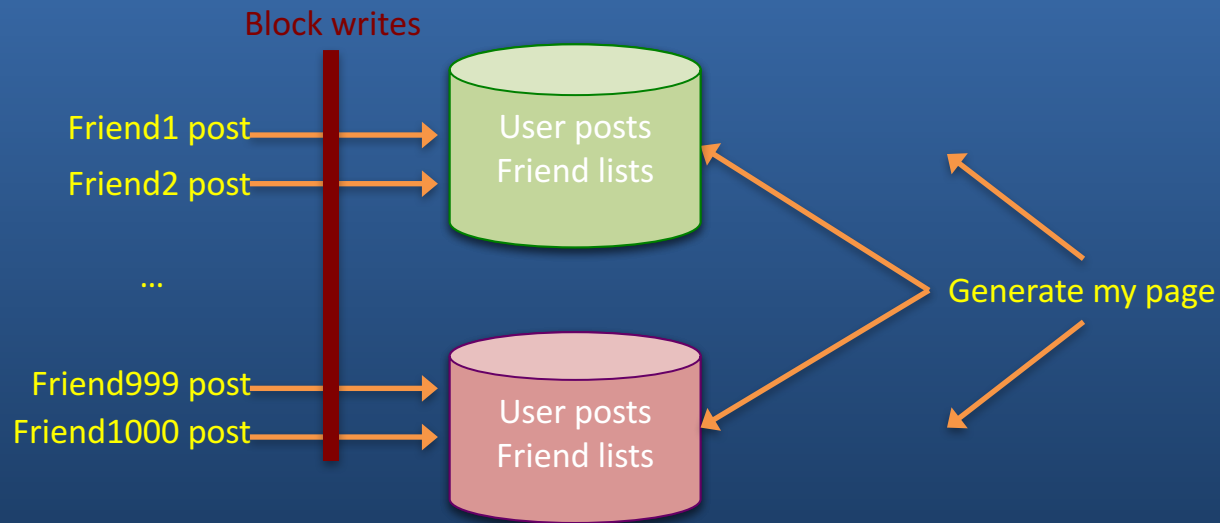 Block writes
Friend1 post
Friend2 post
...
Friend999 post
Friend1000 post
User posts
Friend lists
User posts
Friend lists
Generate my page